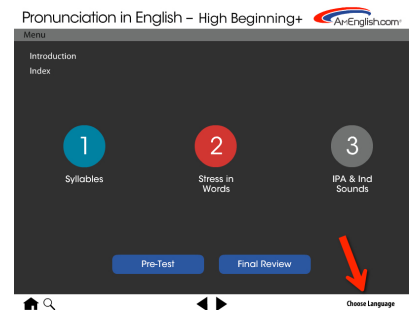 Pronunciation in English – High Beginning+
AmEnglish.com®
Menu
Introduction
Index
1
2
3
Syllables
Stress in
Words
IPA & Ind
Sounds
Pre-Test
Final Review
Choose Language